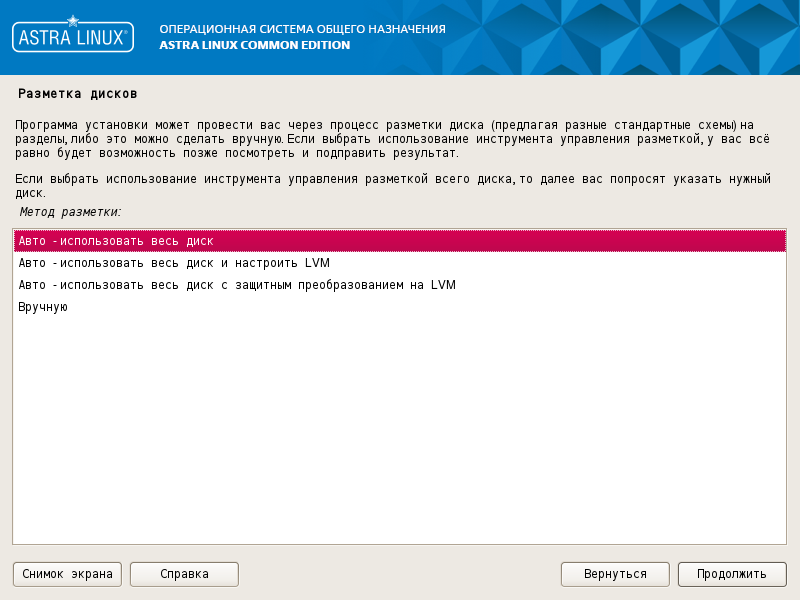 ASTRA LINUX®
ОПЕРАЦИОННАЯ СИСТЕМА ОБЩЕГО НАЗНАЧЕНИЯ
ASTRA LINUX COMMON EDITION
Разметка дисков
Программа установки может провести вас через процесс разметки диска (предлагая разные стандартные схемы) на
разделы, либо это можно сделать вручную. Если выбрать использование инструмента управления разметкой, у вас всё
равно будет возможность позже посмотреть и подправить результат.
Если выбрать использование инструмента управления разметкой всего диска, то далее вас попросят указать нужный
диск.
Метод разметки:
Авто - использовать весь диск
Авто - использовать весь диск и настроить LVM
Авто - использовать весь диск с защитным преобразованием на LVM
Вручную
Снимок экрана
Справка
Вернуться
Продолжить